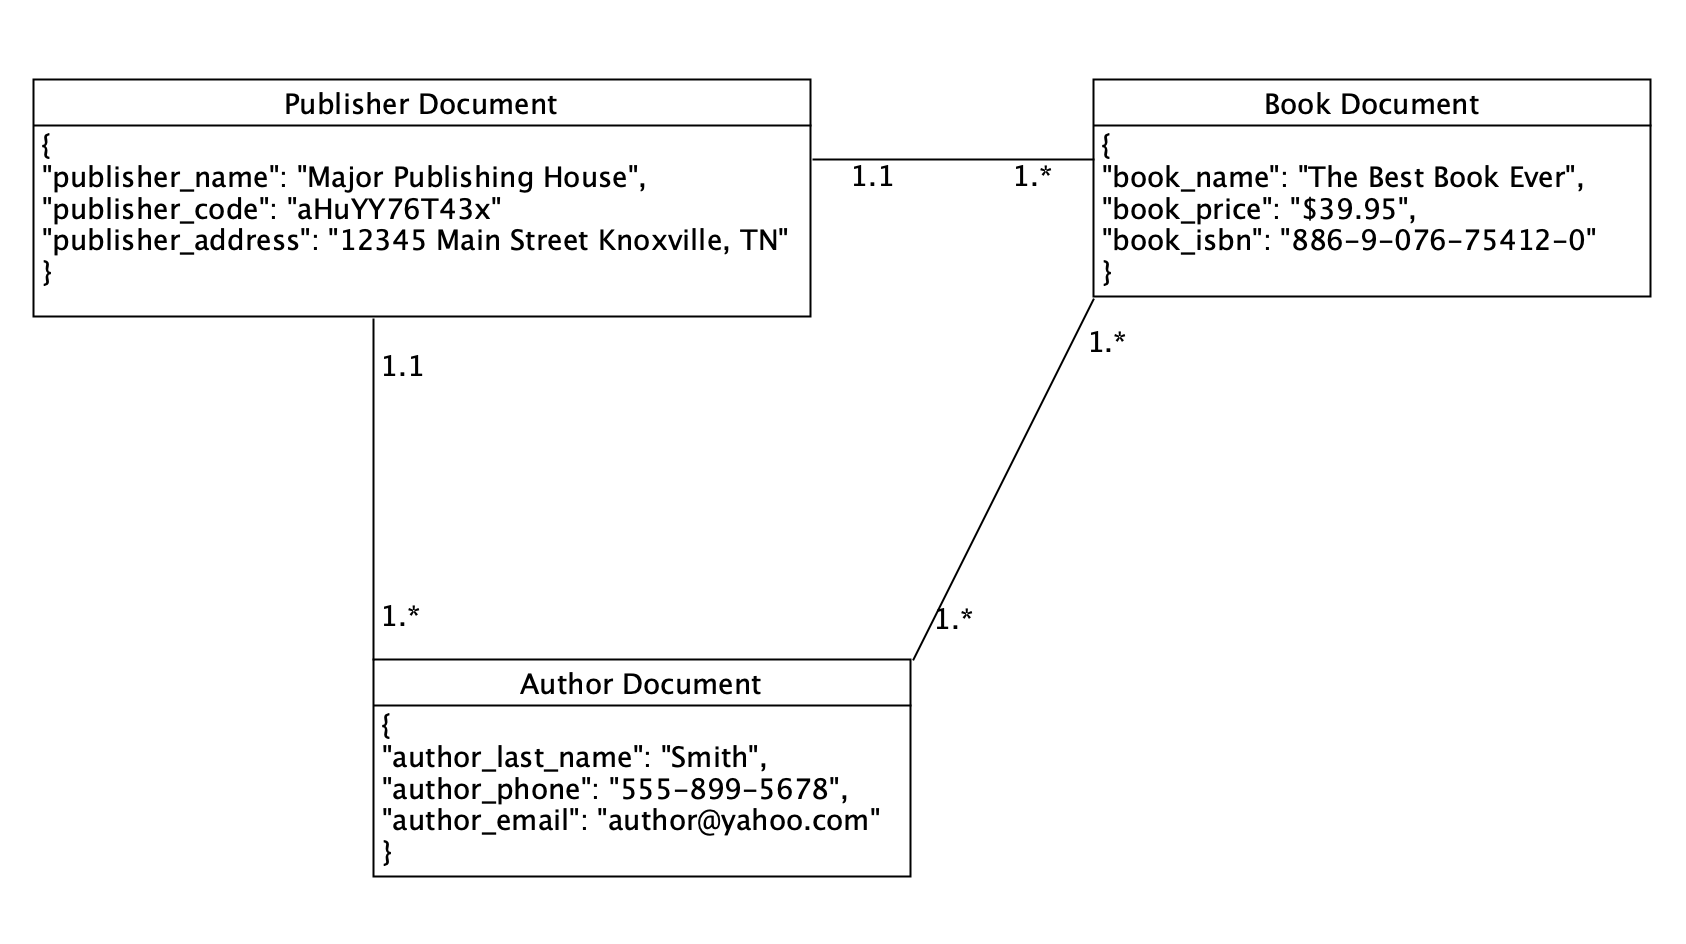 Publisher Document
{
"publisher_name": "Major Publishing House",
"publisher_code": "aHuYY76T43x"
"publisher_address": "12345 Main Street Knoxville, TN"
}
1.1
1.*
Book Document
{
"book_name": "The Best Book Ever",
"book_price": "$39.95",
"book_isbn": "886-9-076-75412-0"
}
1.*
1.1
1.*
1.*
Author Document
{
"author_last_name": "Smith",
"author_phone": "555-899-5678",
"author_email": "author@yahoo.com"
}